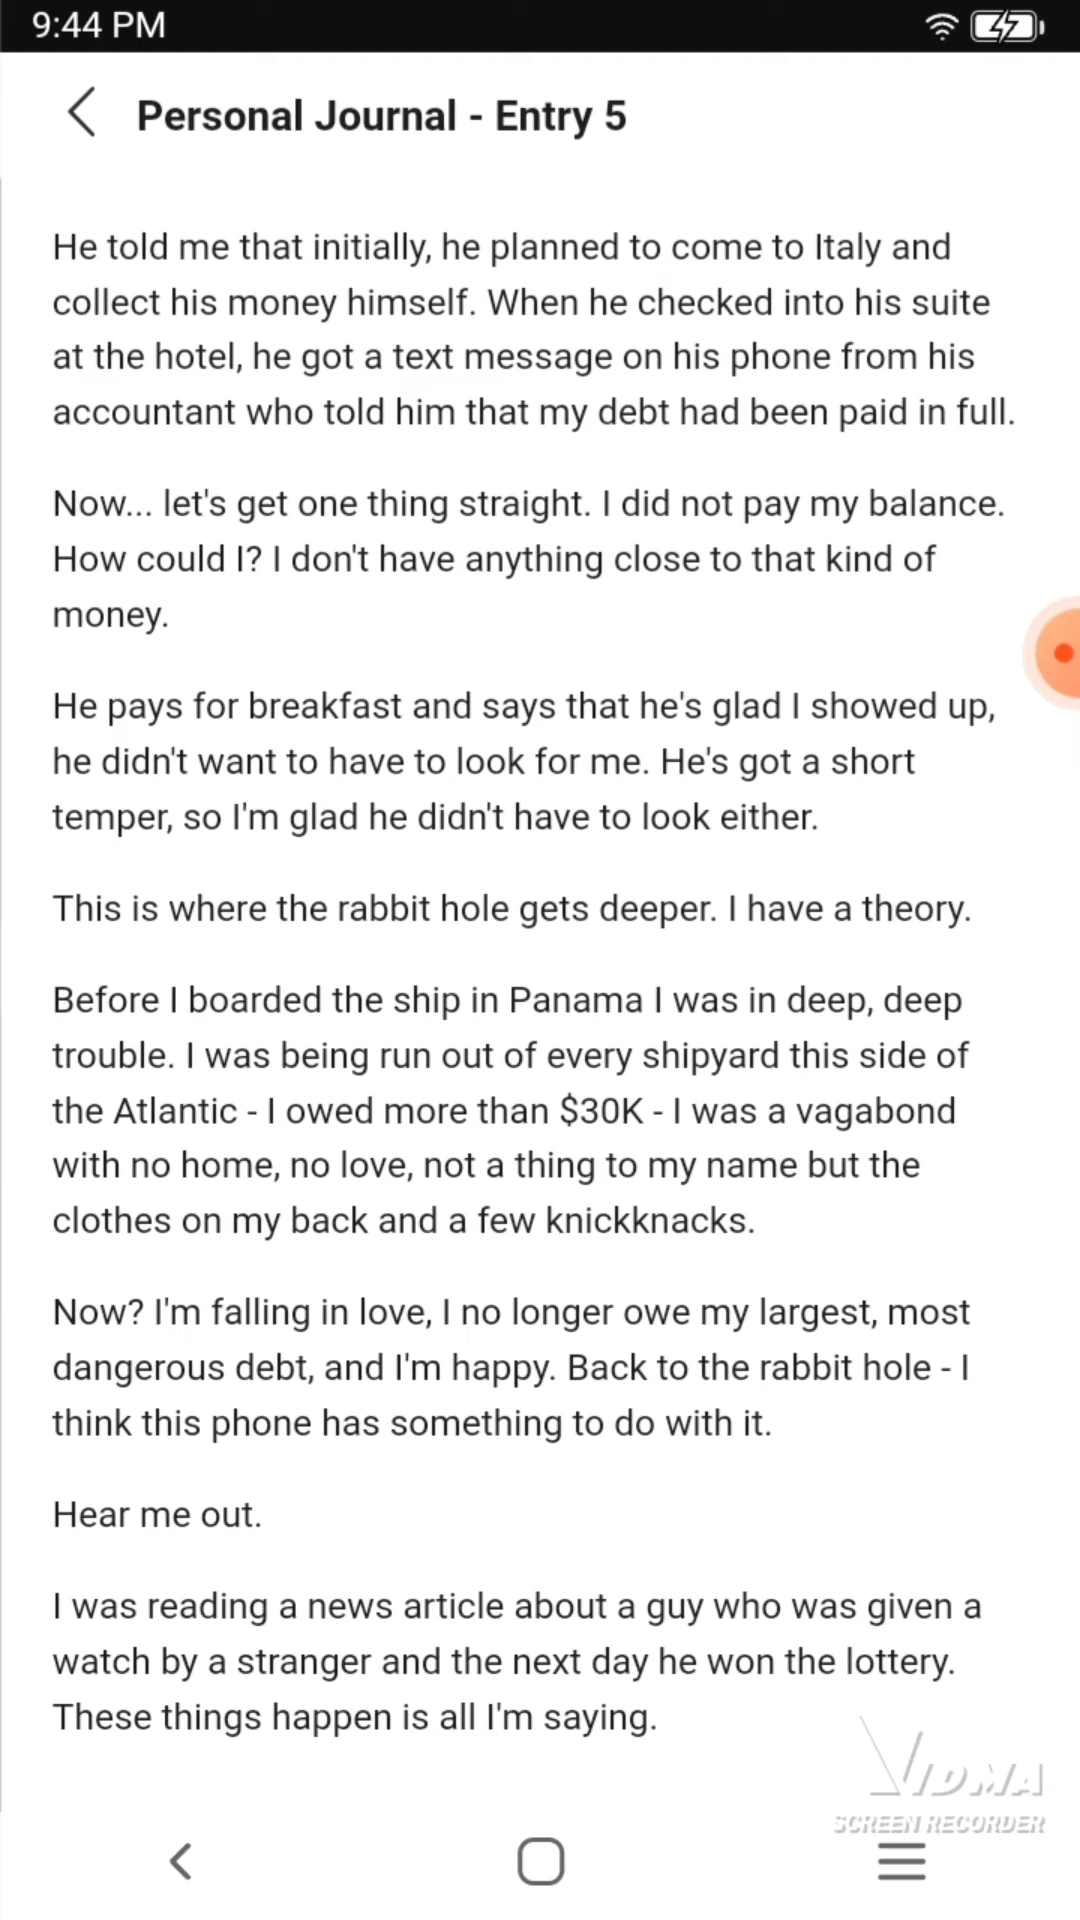 9:44 PM
Personal Journal - Entry 5
He told me that initially, he planned to come to Italy and
collect his money himself. When he checked into his suite
at the hotel, he got a text message on his phone from his
accountant who told him that my debt had been paid in full.
Now... let's get one thing straight. I did not pay my balance.
How could I? I don't have anything close to that kind of
money.
He pays for breakfast and says that he's glad I showed up,
he didn't want to have to look for me. He's got a short
temper, so I'm glad he didn't have to look either.
This is where the rabbit hole gets deeper. I have a theory.
Before I boarded the ship in Panama I was in deep, deep
trouble. I was being run out of every shipyard this side of
the Atlantic - I owed more than $30K - I was a vagabond
with no home, no love, not a thing to my name but the
clothes on my back and a few knickknacks.
Now? I'm falling in love, I no longer owe my largest, most
dangerous debt, and I'm happy. Back to the rabbit hole - I
think this phone has something to do with it.
Hear me out.
I was reading a news article about a guy who was given a
watch by a stranger and the next day he won the lottery.
These things happen is all I'm saying.
VIDMA
SCREEN RECORDER